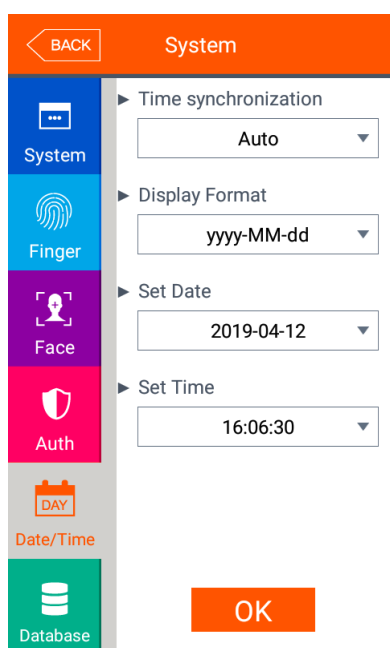 BACK
System
System
Finger
Face
Auth
DAY
Date/Time
Database
► Time synchronization
Auto
► Display Format
yyyy-MM-dd
► Set Date
2019-04-12
► Set Time
16:06:30
OK